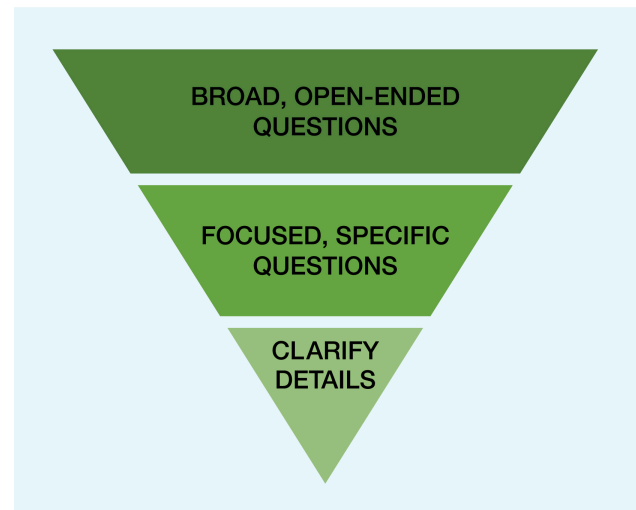 BROAD, OPEN-ENDED
QUESTIONS
FOCUSED, SPECIFIC
QUESTIONS
CLARIFY
DETAILS